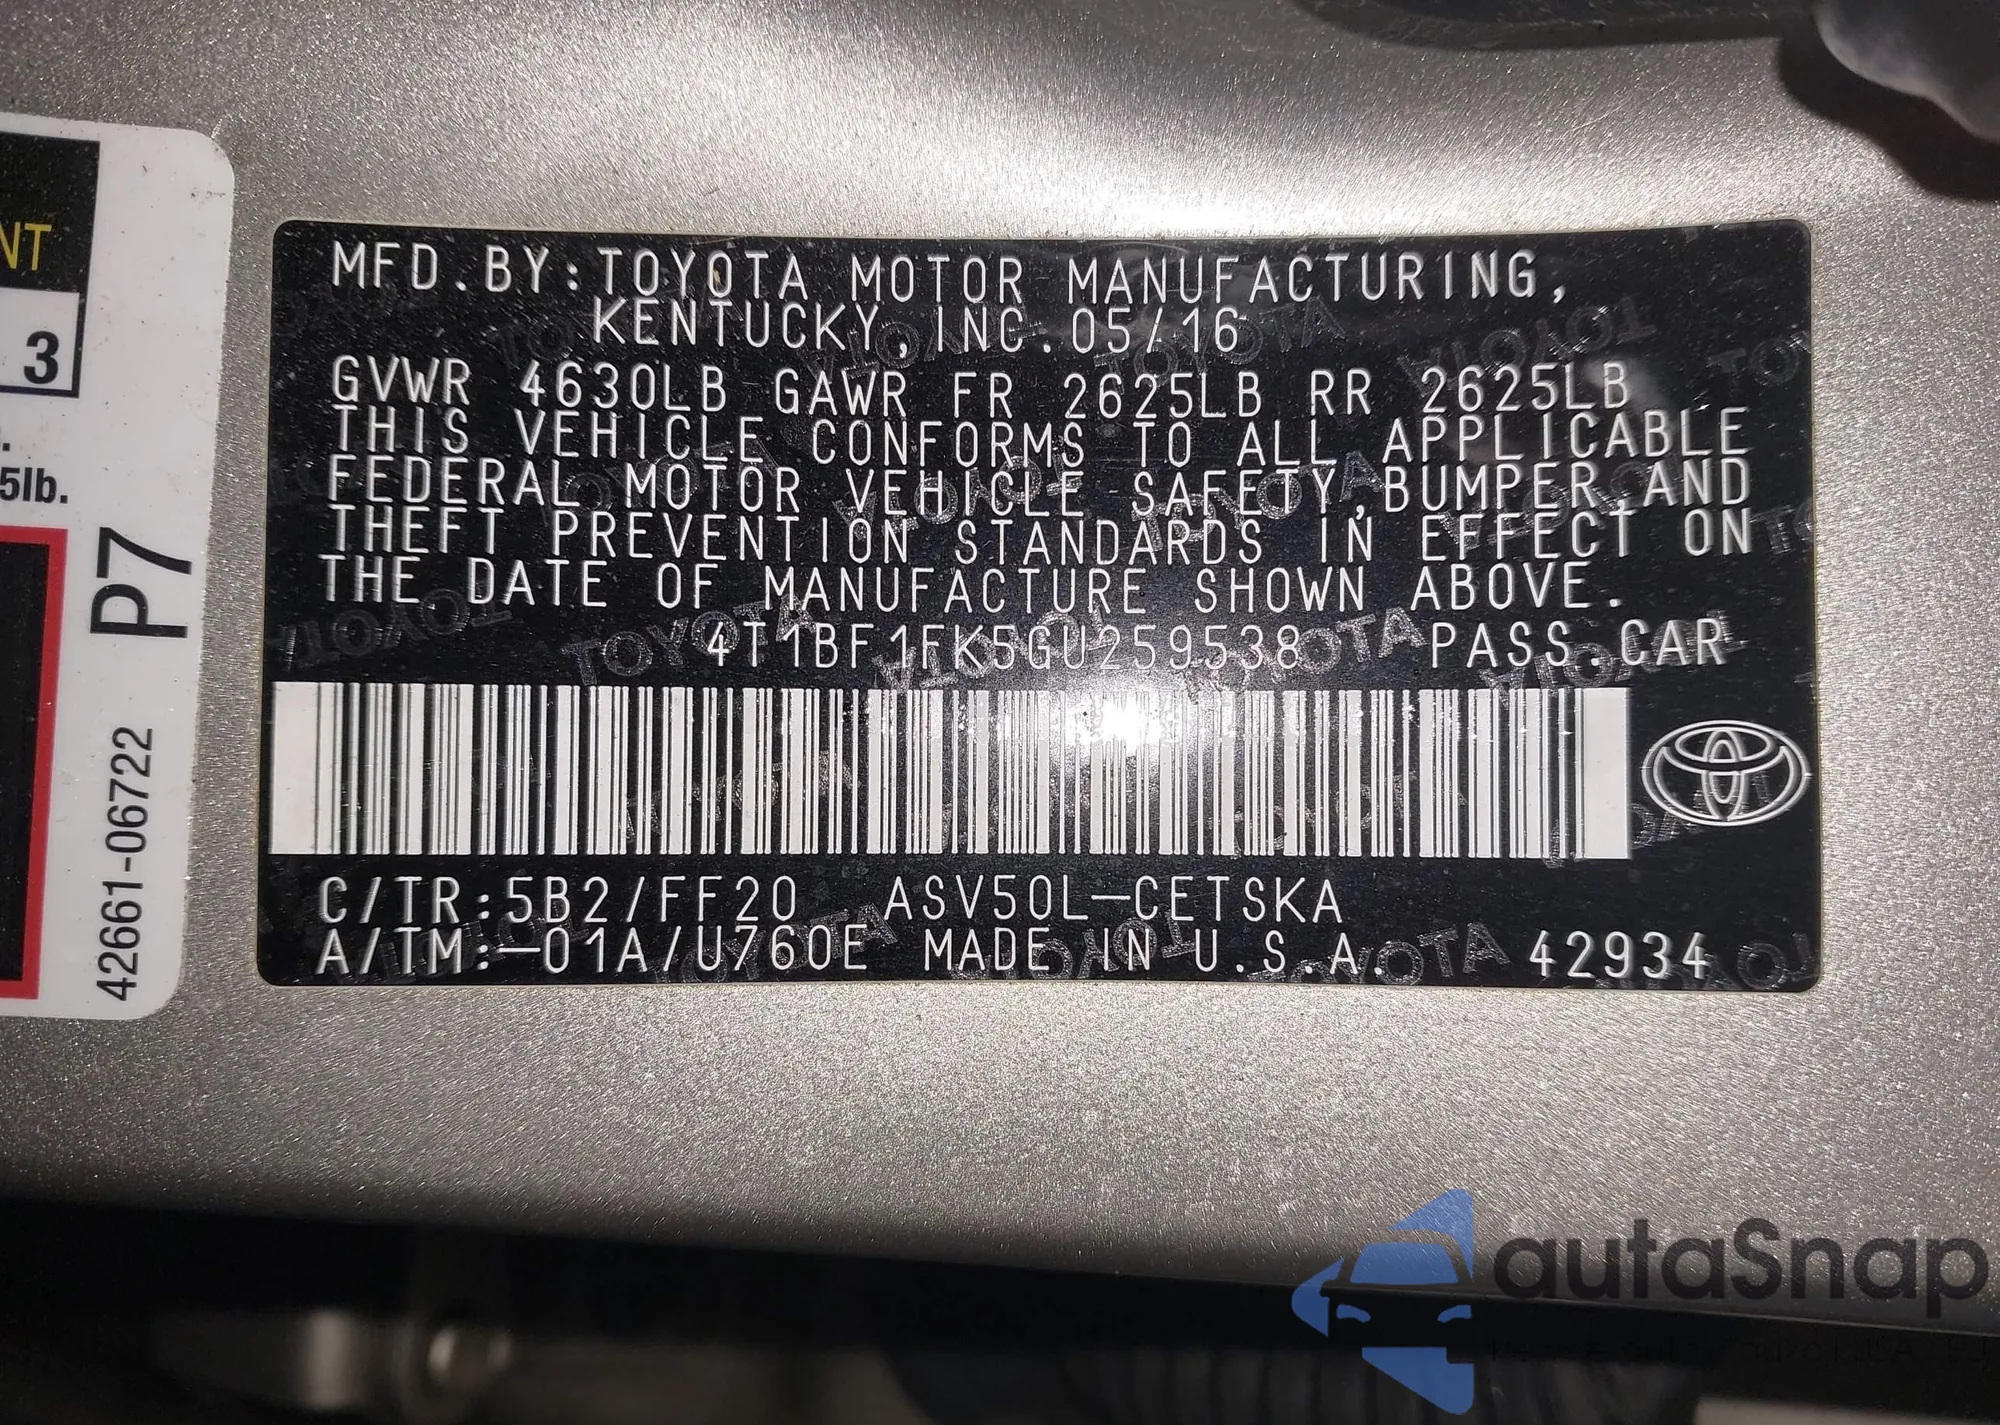 NT
3
5lb.
P7
42661-06722
MFD.BY:TOYOTA MOTOR MANUFACTURING,
KENTUCKY,INC.05/16
GVWR 4630LB GAWR FR 2625LB RR 2625LB
THIS VEHICLE CONFORMS TO ALL APPLICABLE
FEDERAL MOTOR VEHICLE SAFETY,BUMPER,AND
THEFT PREVENTION STANDARDS IN EFFECT ON
THE DATE OF MANUFACTURE SHOWN ABOVE.
4T1BF1FK5GU259538 PASS.CAR
C/TR:5B2/FF20 ASV50L-CETSKA
A/TM:-01A/U760E MADE IN U.S.A. 42934
autaSnap